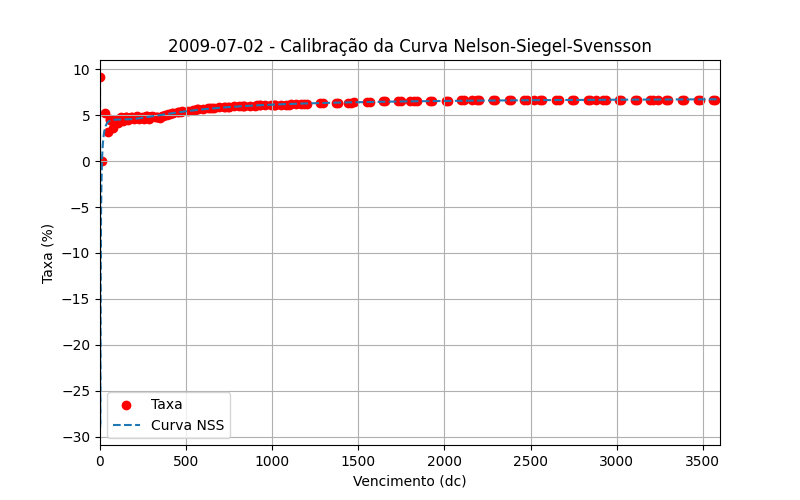 2009-07-02 - Calibração da Curva Nelson-Siegel-Svensson
10
5
0
−5
−10
−15
−20
−25
−30
Taxa (%)
Taxa
Curva NSS
0 500 1000 1500 2000 2500 3000 3500
Vencimento (dc)